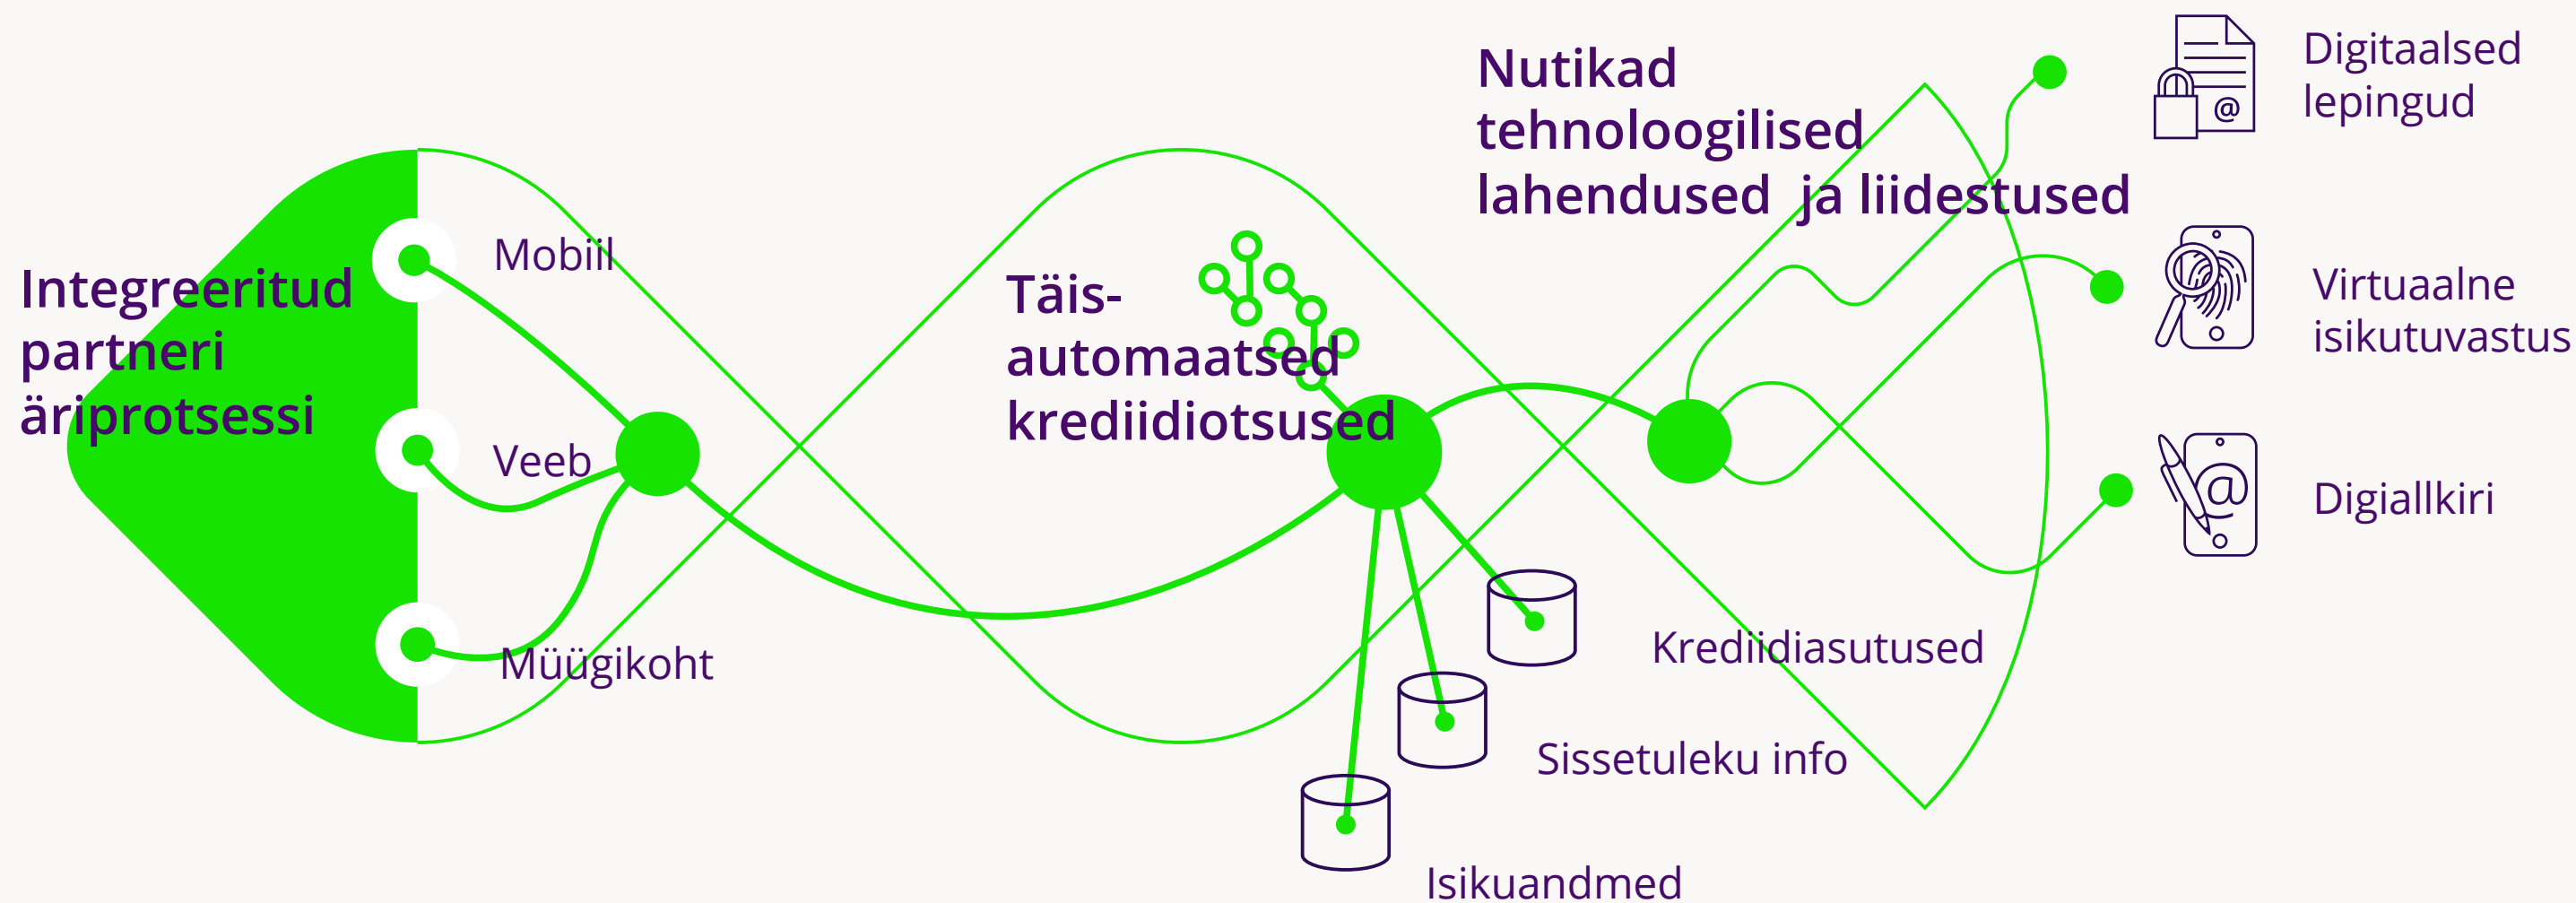 Integreeritud
partneri
äriprotsessi
Mobiil
Veeb
Müügikoht
Täis-
automaatsed
krediidiotsused
Nutikad
tehnoloogilised
lahendused  ja liidestused
Krediidiasutused
Sissetuleku info
Isikuandmed
Digitaalsed
lepingud
@
Virtuaalne
isikutuvastus
@
Digiallkiri